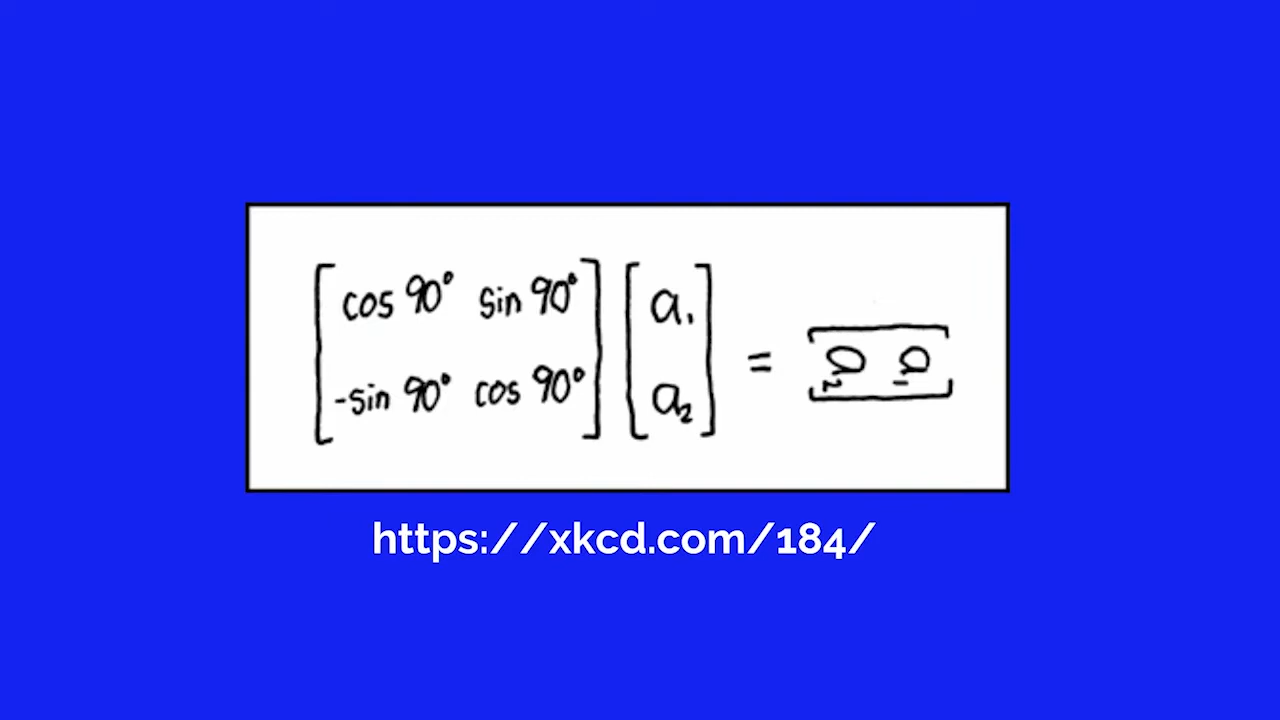 cos 90° sin 90° a₁
-sin 90° cos 90° a₂
= a₂ a₁
https://xkcd.com/184/